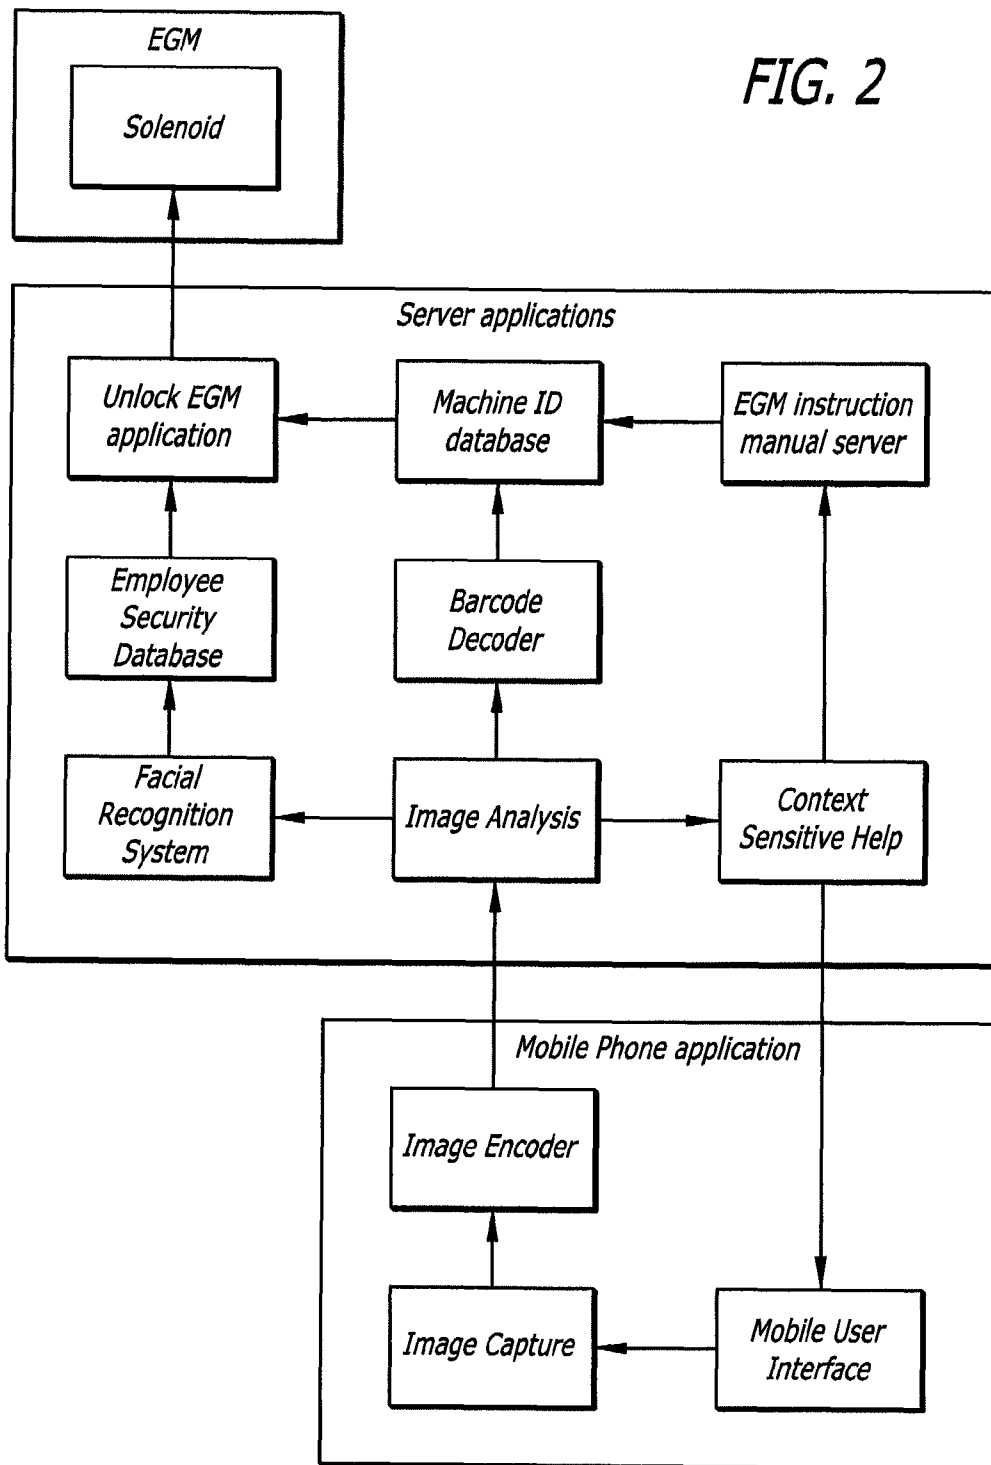 EGM
FIG. 2
Solenoid
Server applications
Unlock EGM
application
Machine ID
database
EGM instruction
manual server
Employee
Security
Database
Barcode
Decoder
Facial
Recognition
System
Image Analysis
Context
Sensitive Help
Mobile Phone application
Image Encoder
Image Capture
Mobile User
Interface